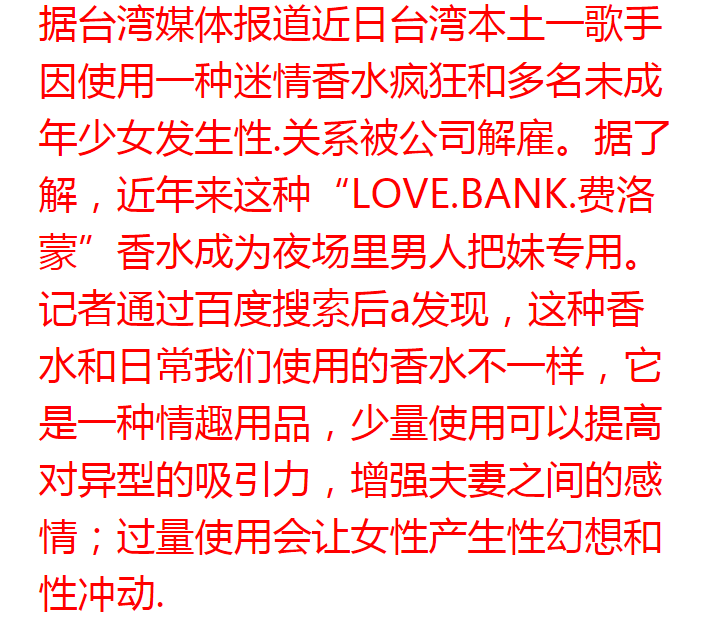 据台湾媒体报道近日台湾本土一歌手
因使用一种迷情香水疯狂和多名未成
年少女发生性.关系被公司解雇。据了
解，近年来这种“LOVE.BANK.费洛
蒙”香水成为夜场里男人把妹专用。
记者通过百度搜索后a发现，这种香
水和日常我们使用的香水不一样，它
是一种情趣用品，少量使用可以提高
对异型的吸引力，增强夫妻之间的感
情；过量使用会让女性产生性幻想和
性冲动.